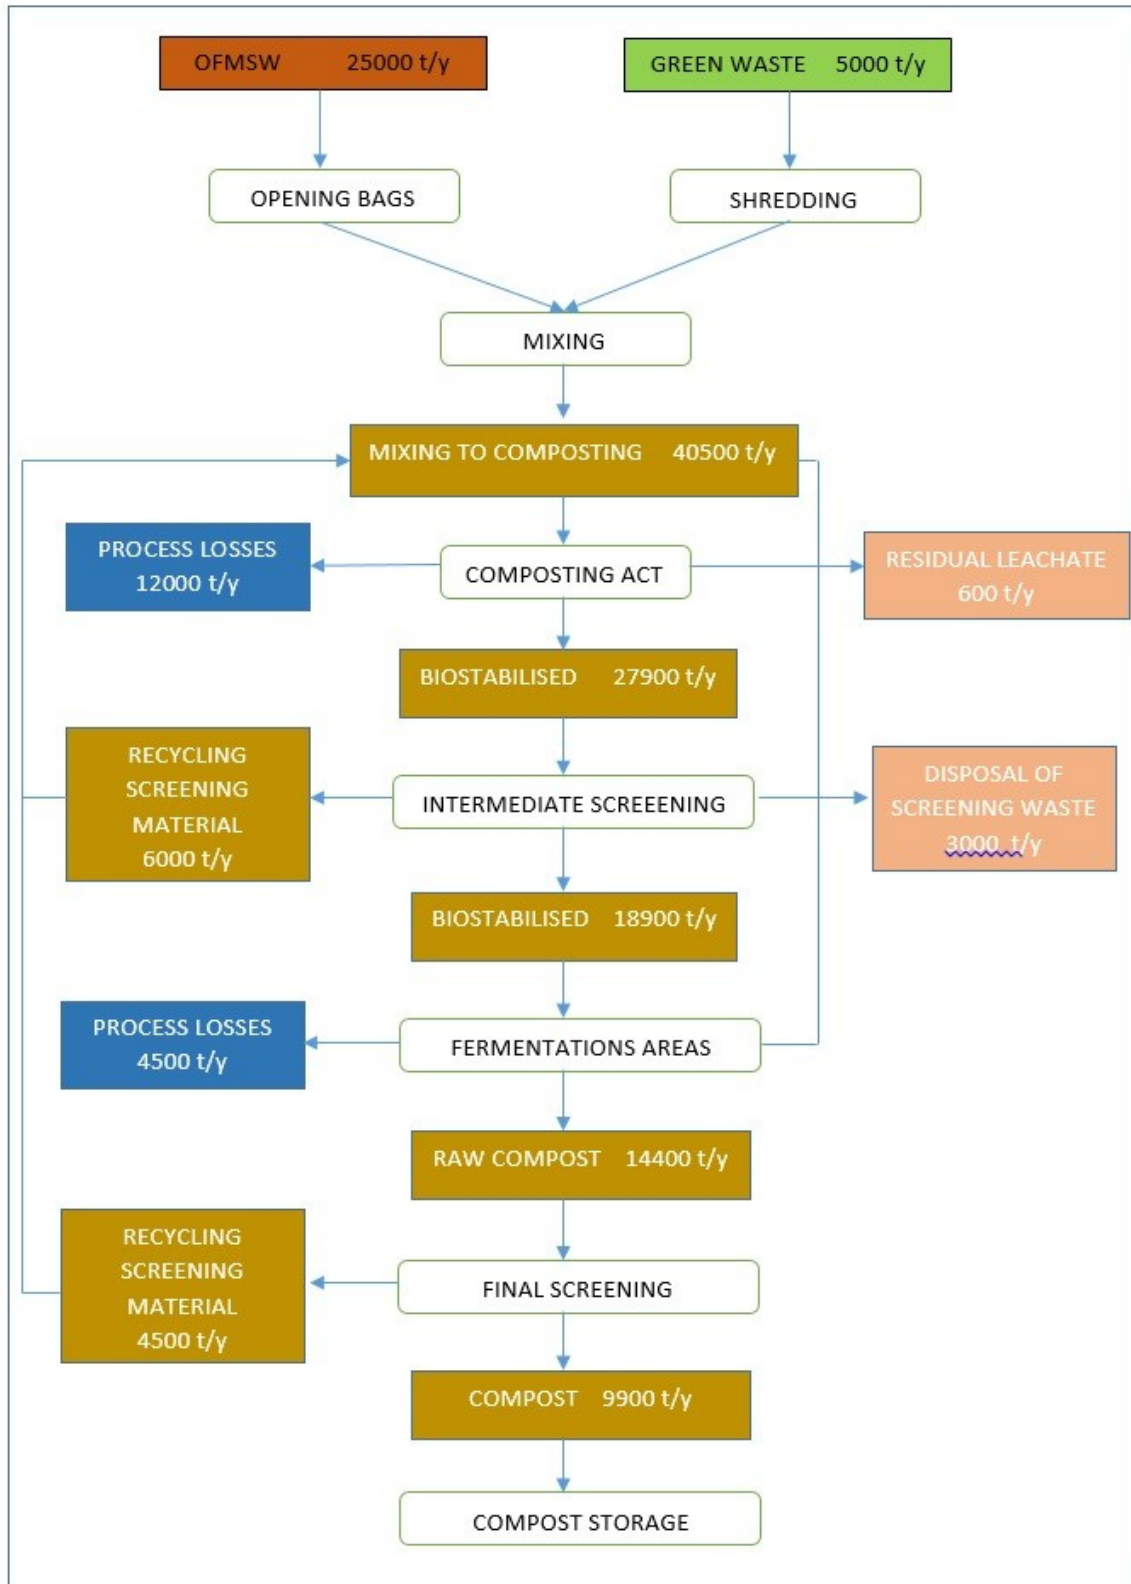 OFMSW 25000 t/y
GREEN WASTE 5000 t/y
OPENING BAGS
SHREDDING
MIXING
MIXING TO COMPOSTING 40500 t/y
PROCESS LOSSES
12000 t/y
COMPOSTING ACT
RESIDUAL LEACHATE
600 t/y
BIOSTABILISED 27900 t/y
RECYCLING
SCREENING
MATERIAL
6000 t/y
INTERMEDIATE SCREEENING
DISPOSAL OF
SCREENING WASTE
3000 t/y
BIOSTABILISED 18900 t/y
PROCESS LOSSES
4500 t/y
FERMENTATIONS AREAS
RAW COMPOST 14400 t/y
RECYCLING
SCREENING
MATERIAL
4500 t/y
FINAL SCREENING
COMPOST 9900 t/y
COMPOST STORAGE